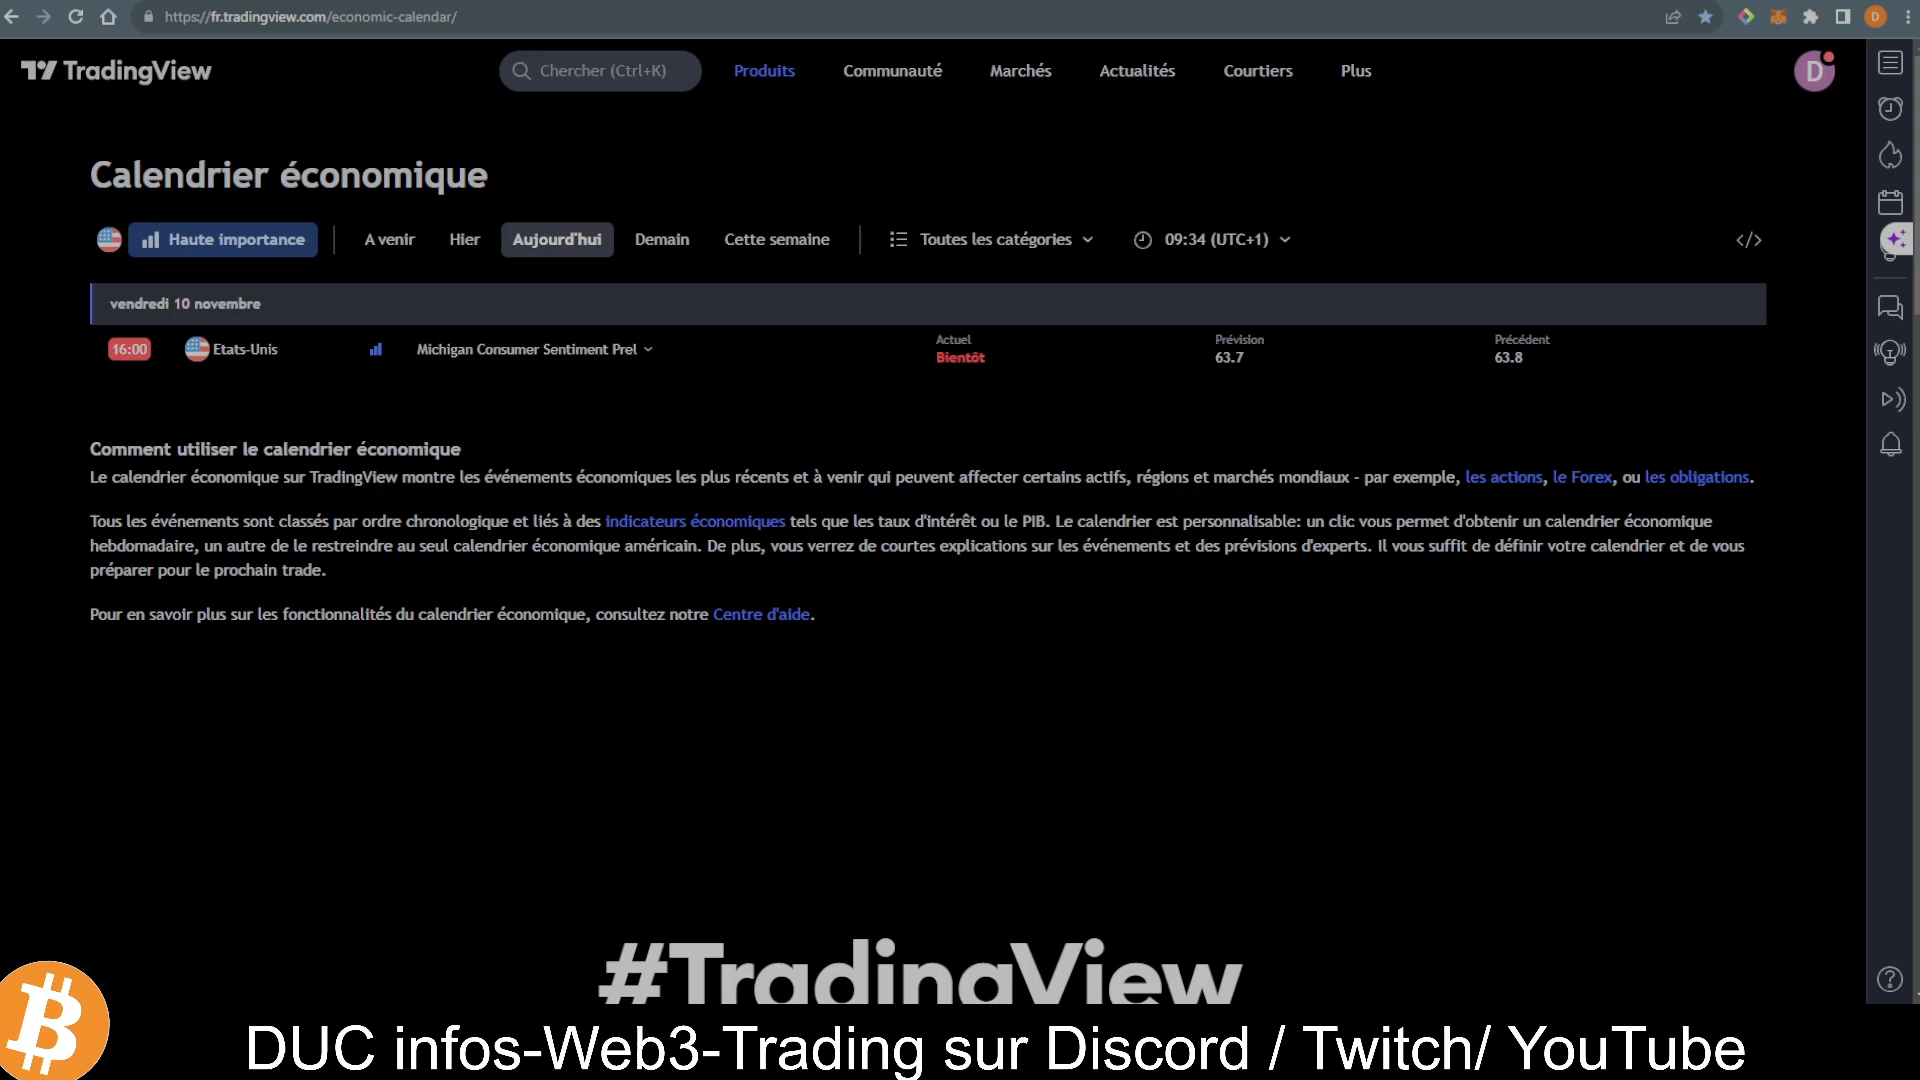 https://fr.tradingview.com/economic-calendar/
D
TradingView
Chercher (Ctrl+K)
Produits
Communauté
Marchés
Actualités
Courtiers
Plus
D
Calendrier économique
Haute importance
A venir
Hier
Aujourd'hui
Demain
Cette semaine
Toutes les catégories
09:34 (UTC+1)
vendredi 10 novembre
16:00
Etats-Unis
Michigan Consumer Sentiment Prel
Actuel
Bientôt
Prévision
63.7
Précédent
63.8
Comment utiliser le calendrier économique
Le calendrier économique sur TradingView montre les événements économiques les plus récents et à venir qui peuvent affecter certains actifs, régions et marchés mondiaux - par exemple, les actions, le Forex, ou les obligations.
Tous les événements sont classés par ordre chronologique et liés à des indicateurs économiques tels que les taux d'intérêt ou le PIB. Le calendrier est personnalisable: un clic vous permet d'obtenir un calendrier économique
hebdomadaire, un autre de le restreindre au seul calendrier économique américain. De plus, vous verrez de courtes explications sur les événements et des prévisions d'experts. Il vous suffit de définir votre calendrier et de vous
préparer pour le prochain trade.
Pour en savoir plus sur les fonctionnalités du calendrier économique, consultez notre Centre d'aide.
#TradingView
DUC infos-Web3-Trading sur Discord / Twitch/ YouTube